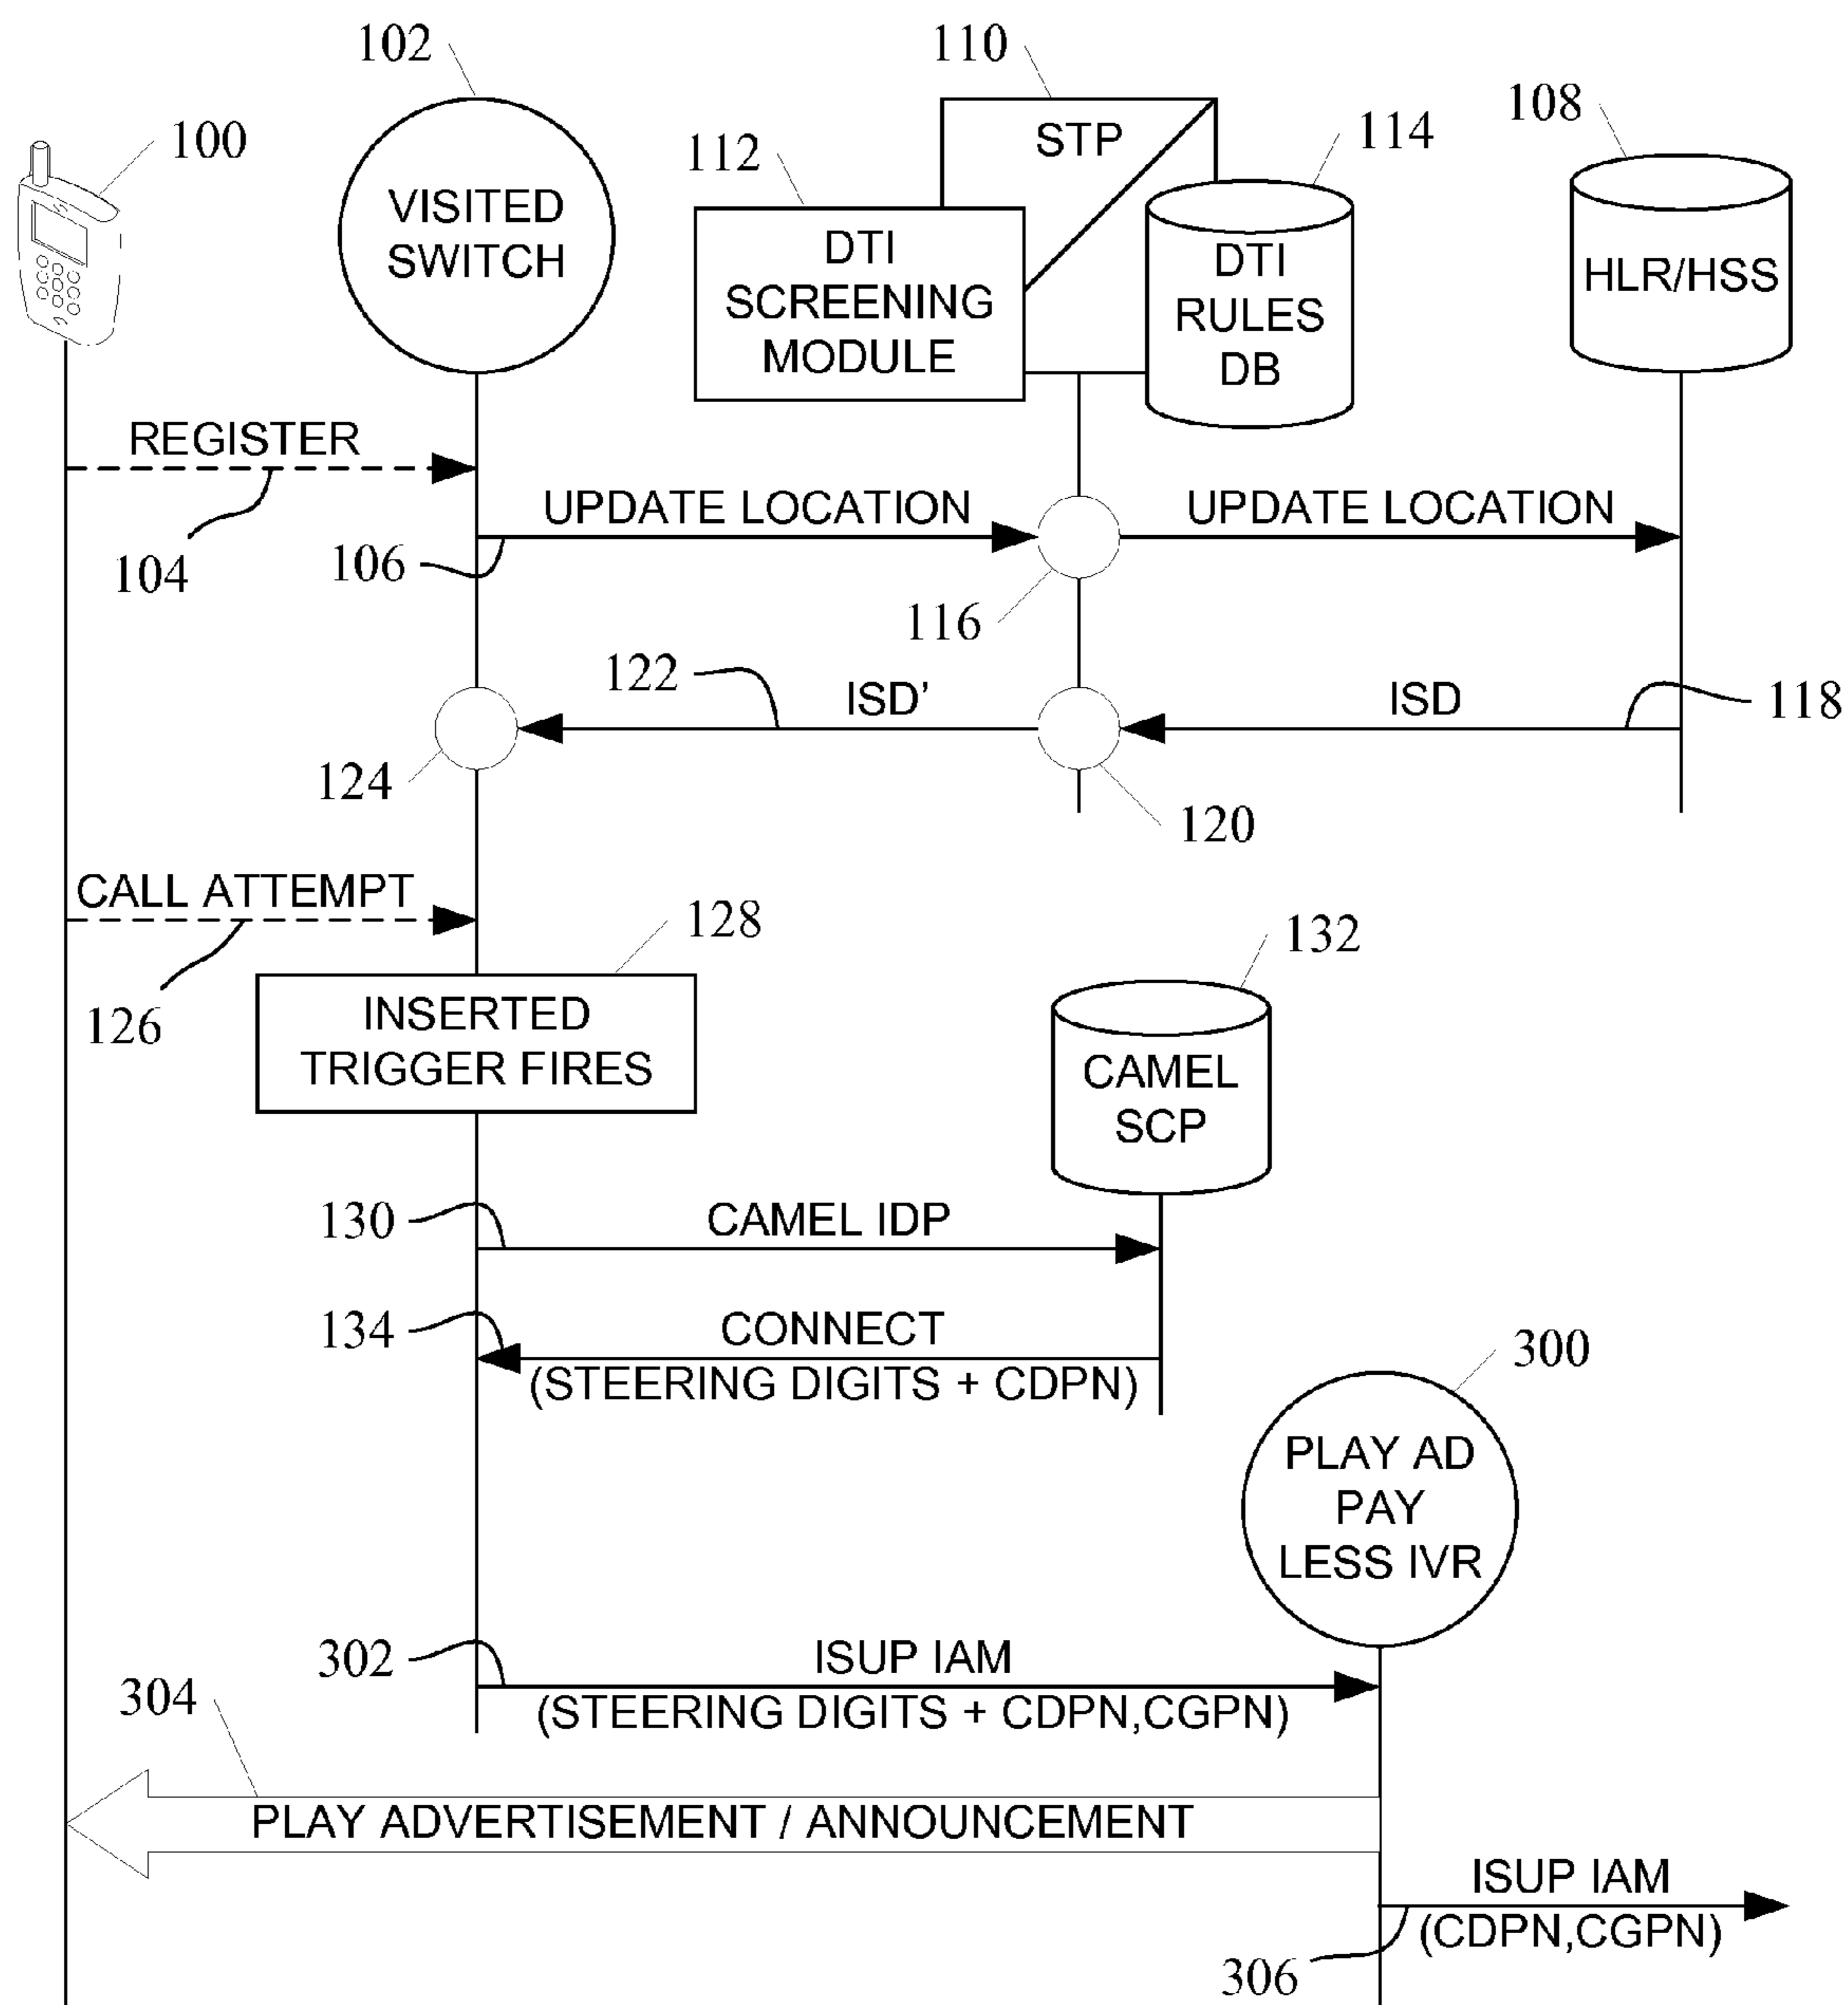 102
110
108
100
112
STP
114
VISITED
SWITCH
DTI
SCREENING
MODULE
DTI
RULES
DB
HLR/HSS
REGISTER
104
UPDATE LOCATION
UPDATE LOCATION
106
116
122
ISD’
ISD
118
124
120
CALL ATTEMPT
126
128
132
INSERTED
TRIGGER FIRES
CAMEL
SCP
130
CAMEL IDP
134
CONNECT
(STEERING DIGITS + CDPN)
300
PLAY AD
PAY
LESS IVR
302
ISUP IAM
(STEERING DIGITS + CDPN,CGPN)
304
PLAY ADVERTISEMENT / ANNOUNCEMENT
ISUP IAM
(CDPN,CGPN)
306